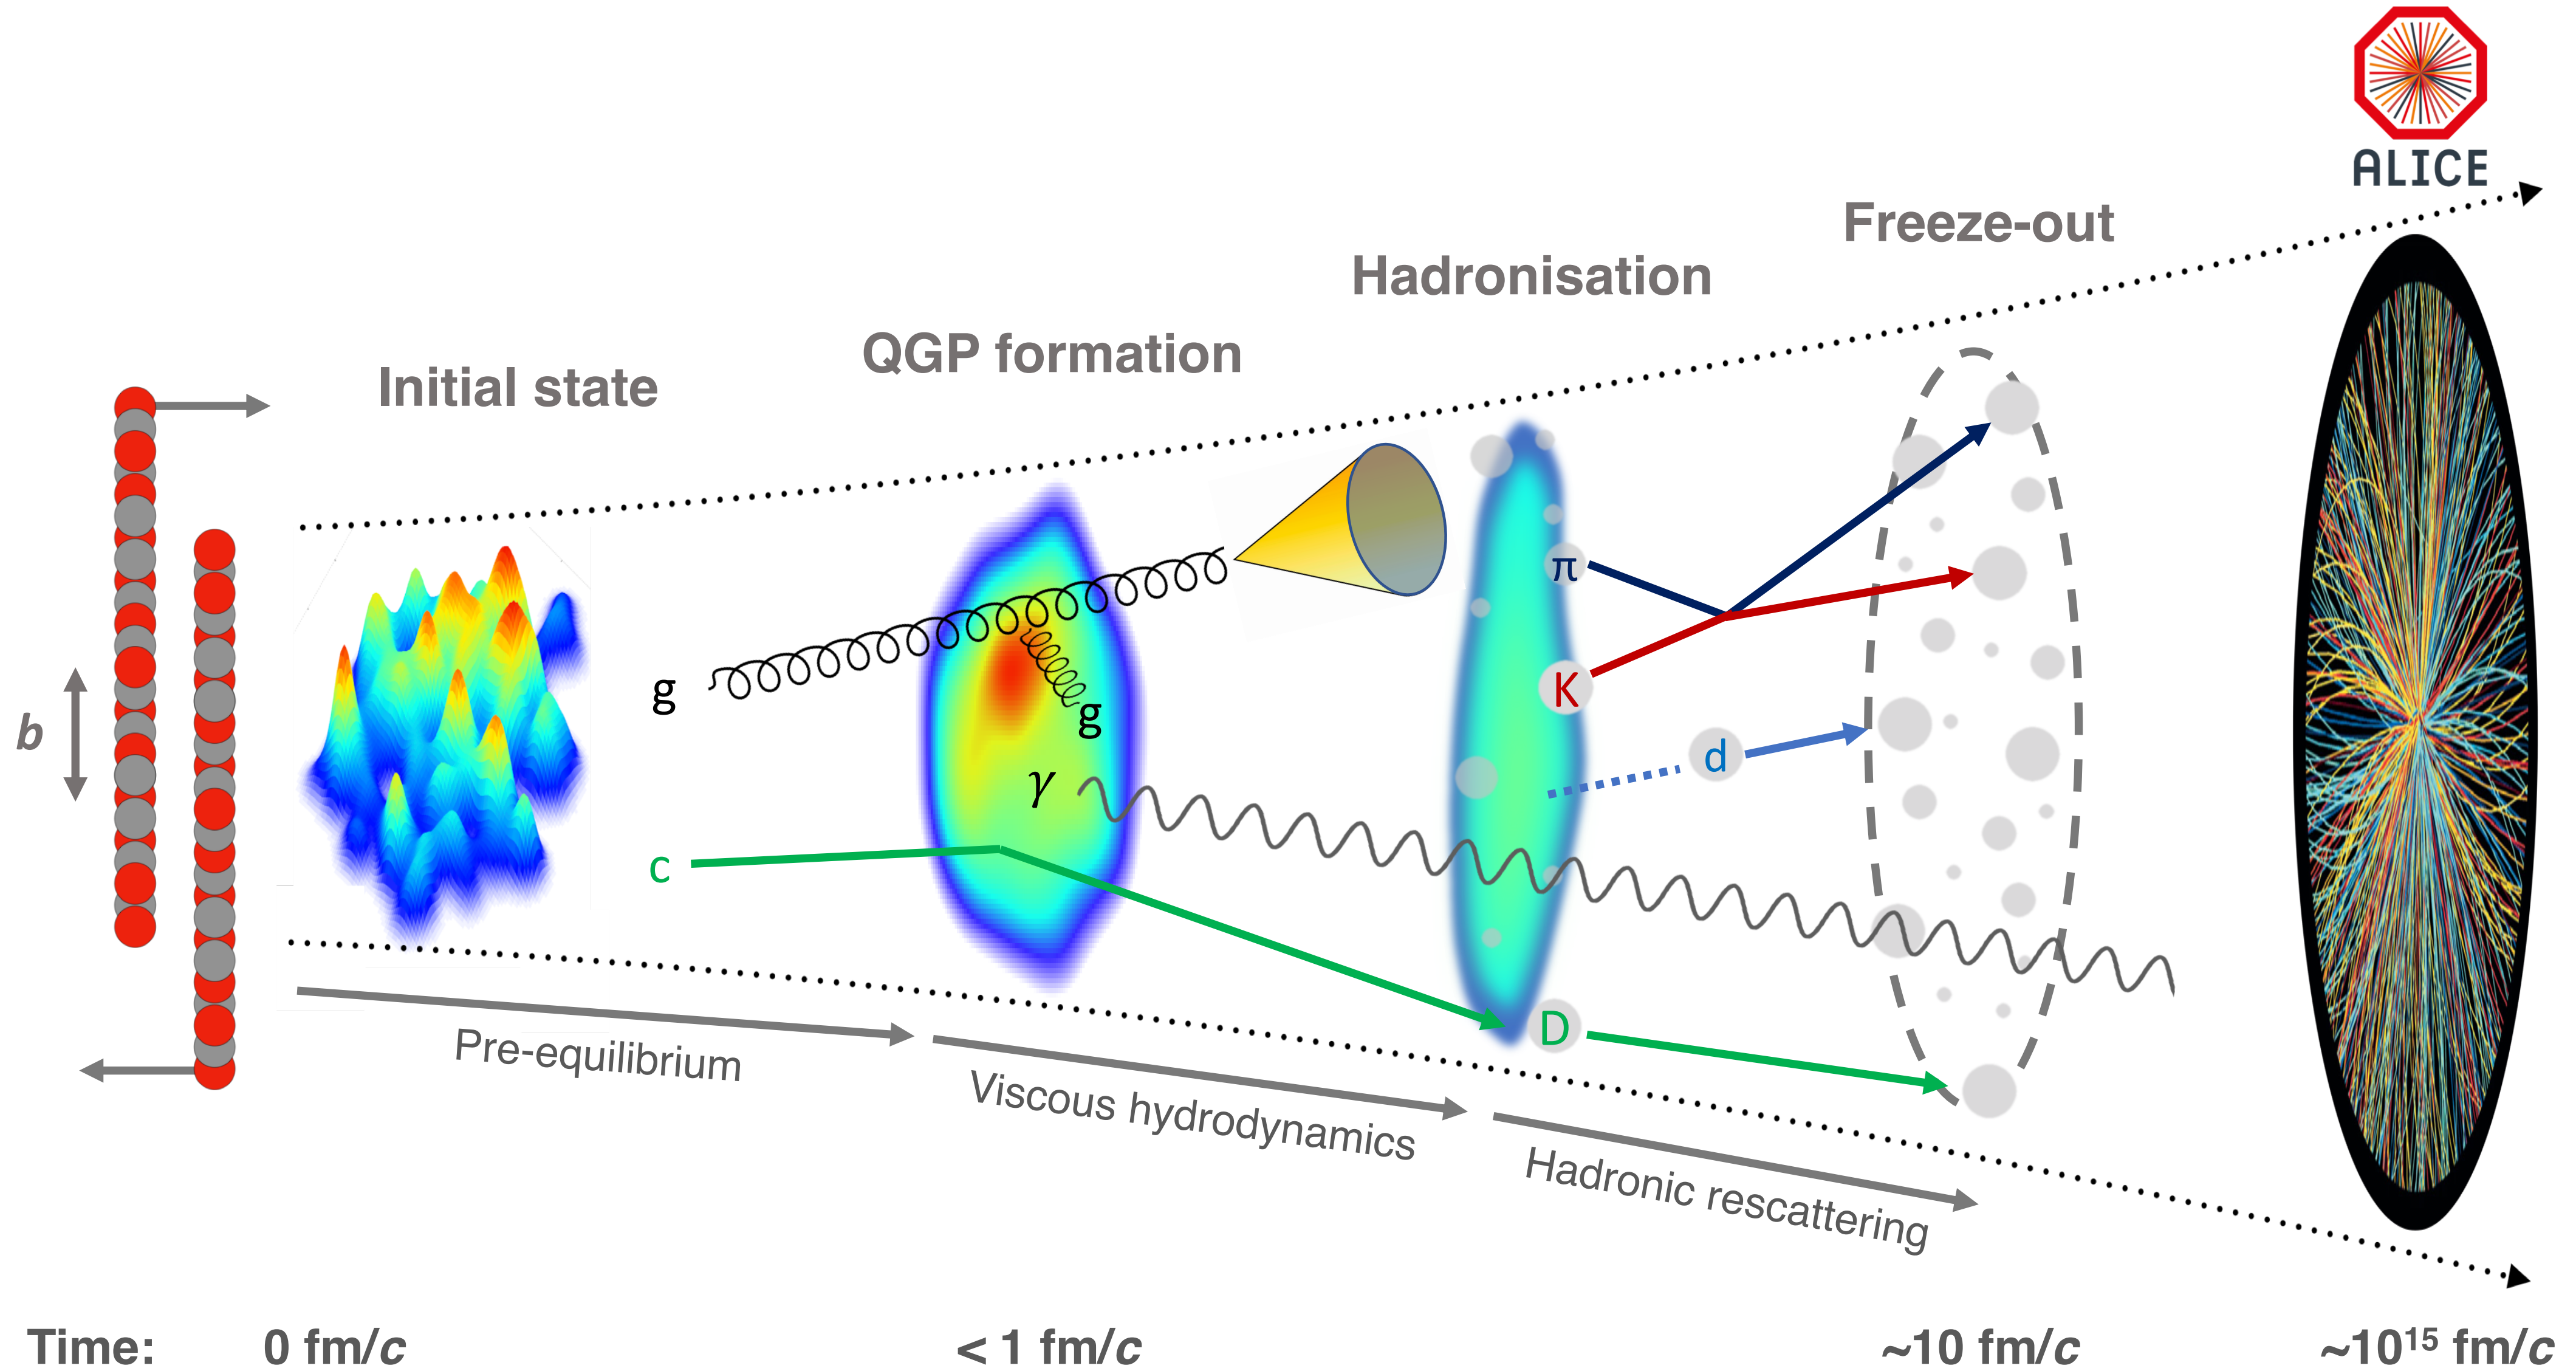 ALICE
Freeze-out
Hadronisation
QGP formation
Initial state
π
g
K
g
b
d
γ
c
D
Pre-equilibrium
Viscous hydrodynamics
Hadronic rescattering
Time: 0 fm/c < 1 fm/c ~10 fm/c ~10¹⁵ fm/c